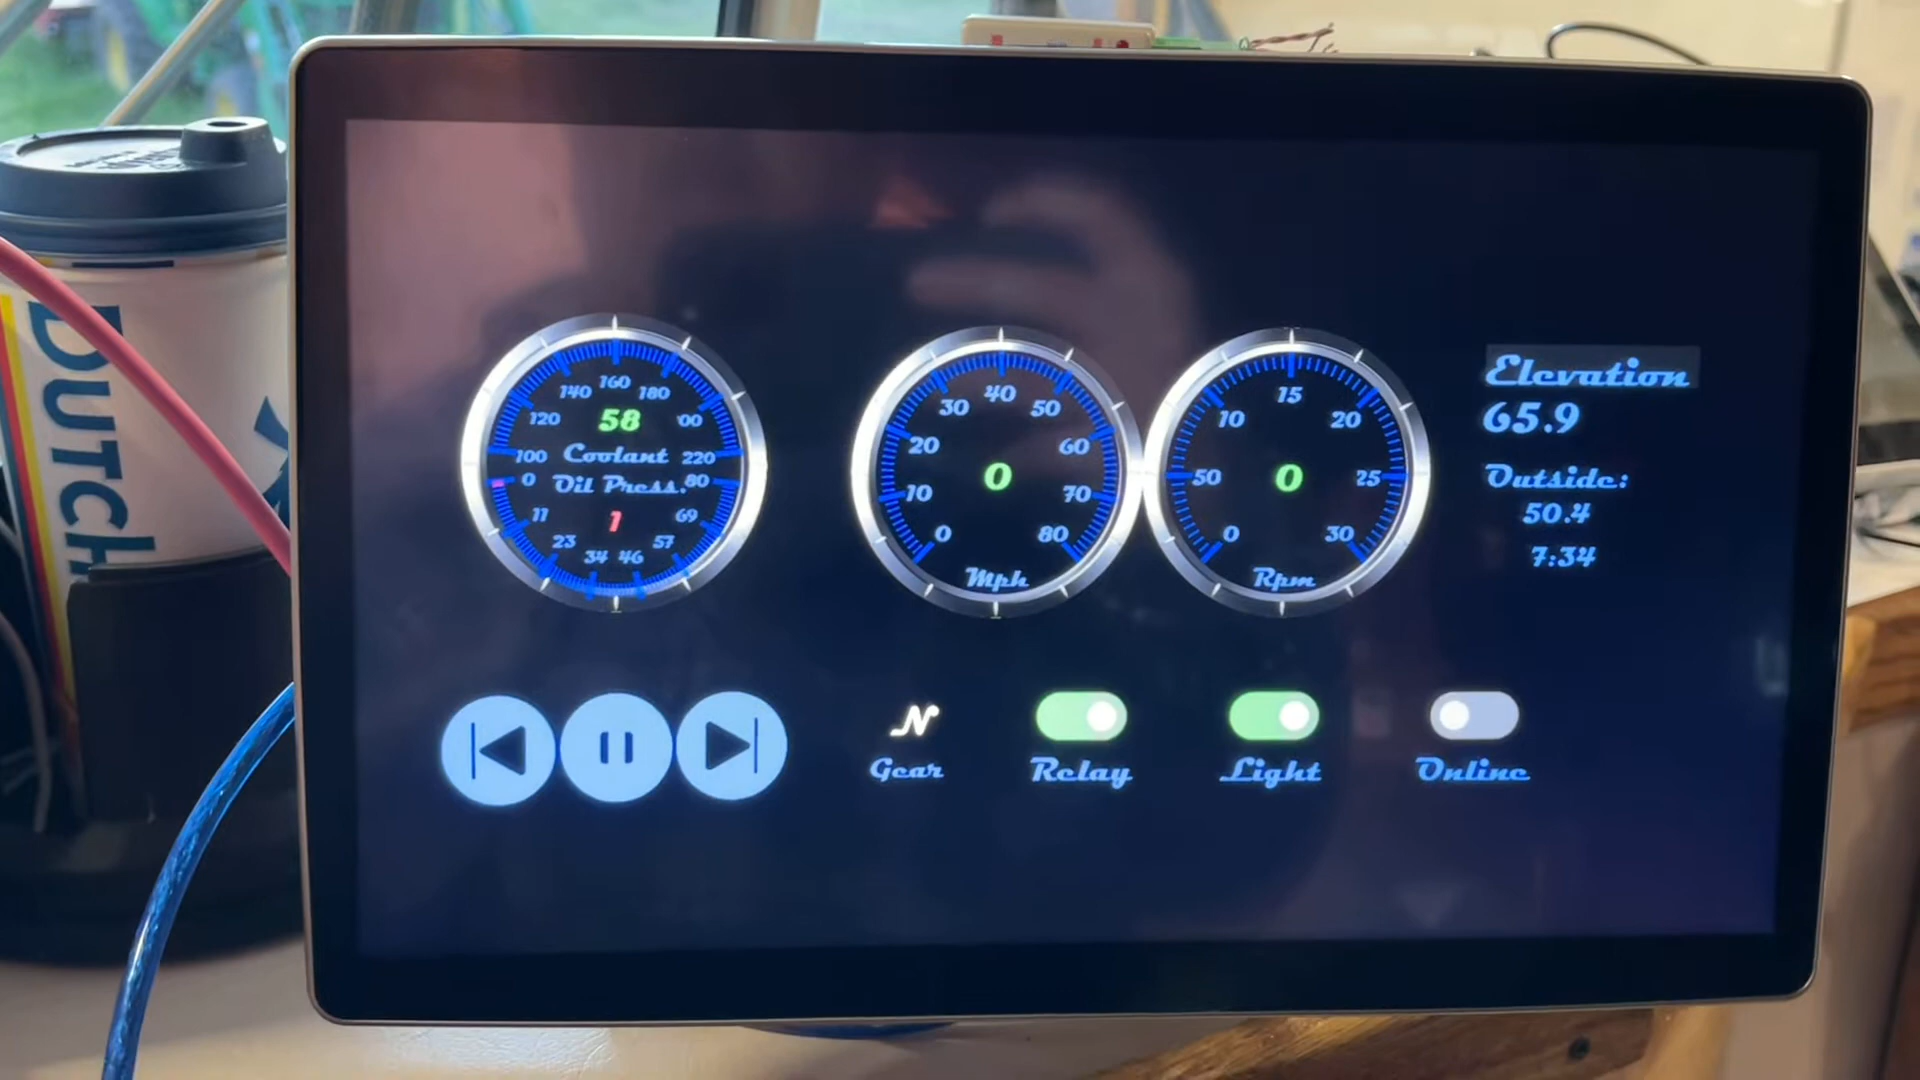 DUTCH
140 160 180
120 58 00
100 Coolant 220
0 Oil Press. 80
11 1 69
23 34 46 57
30 40 50
20 60
10 0 70
0 80
Mph
10 15 20
50 0 25
0 30
Rpm
Elevation
65.9
Outside:
50.4
7:34
N
Gear Relay Light Online